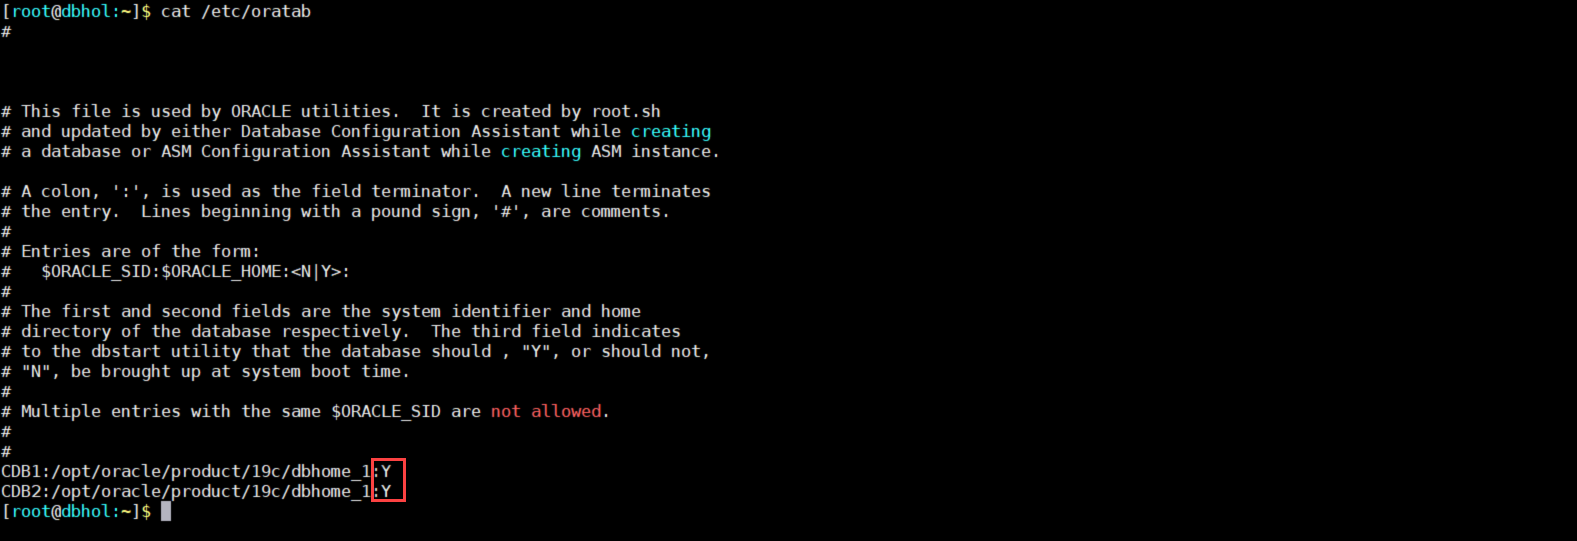 [root@dbhol:~]$ cat /etc/oratab
#
# This file is used by ORACLE utilities.  It is created by root.sh
# and updated by either Database Configuration Assistant while creating
# a database or ASM Configuration Assistant while creating ASM instance.
# A colon, ':', is used as the field terminator.  A new line terminates
# the entry.  Lines beginning with a pound sign, '#', are comments.
#
# Entries are of the form:
#   $ORACLE_SID:$ORACLE_HOME:<N|Y>:
#
# The first and second fields are the system identifier and home
# directory of the database respectively.  The third field indicates
# to the dbstart utility that the database should , "Y", or should not,
# "N", be brought up at system boot time.
#
# Multiple entries with the same $ORACLE_SID are not allowed.
#
#
CDB1:/opt/oracle/product/19c/dbhome_1:Y
CDB2:/opt/oracle/product/19c/dbhome_1:Y
[root@dbhol:~]$